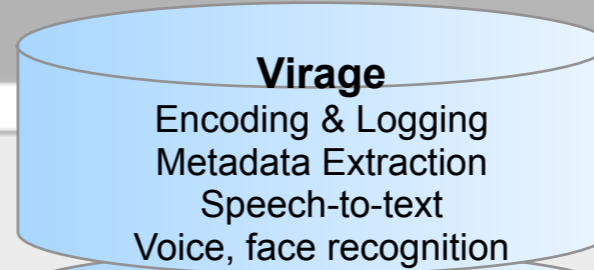 Virage
Encoding & Logging
Metadata Extraction
Speech-to-text
Voice, face recognition